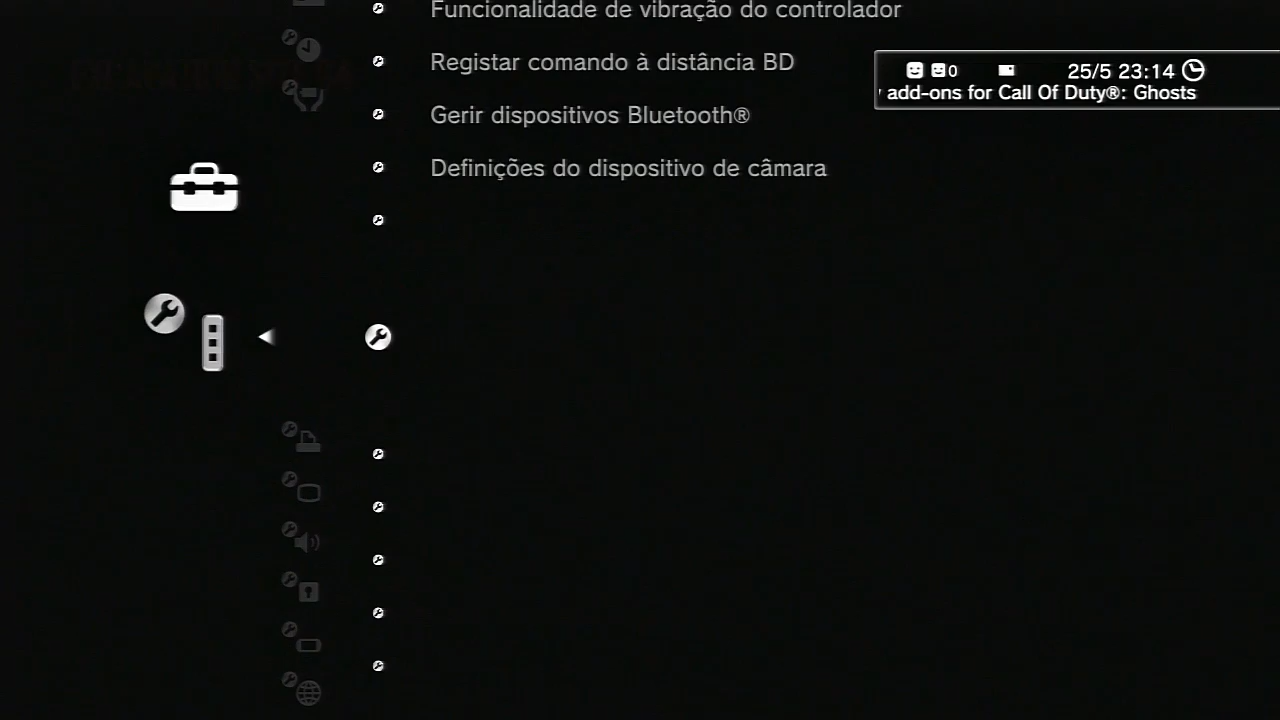 Funcionalidade de vibração do controlador
Registar comando à distância BD
0 25/5 23:14
add-ons for Call Of Duty®: Ghosts
Gerir dispositivos Bluetooth®
Definições do dispositivo de câmara